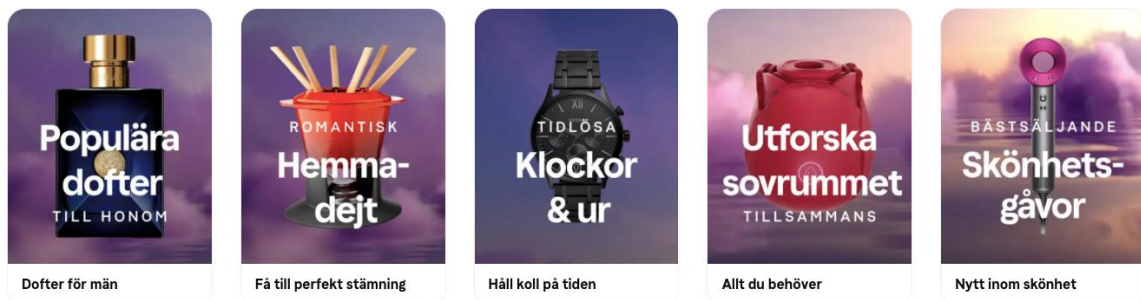 Populära
dofter
TILL HONOM
Dofter för män
ROMANTISK
Hemma-
dejt
Få till perfekt stämning
TIDLÖSA
Klockor
& ur
Håll koll på tiden
Utforska
sovrummet
TILLSAMMANS
Allt du behöver
BÄSTSÄLJANDE
Skönhets-
gåvor
Nytt inom skönhet